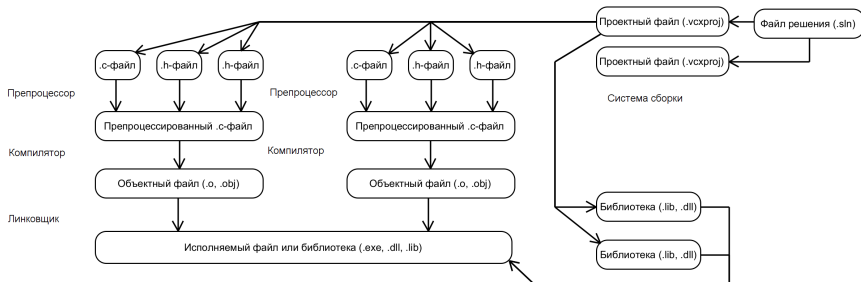 Проектный файл (.vcxproj)
Файл решения (.sln)
.c-файл
.h-файл
.h-файл
.c-файл
.h-файл
.h-файл
Проектный файл (.vcxproj)
Препроцессор
Препроцессор
Система сборки
Препроцессированный .c-файл
Препроцессированный .c-файл
Компилятор
Компилятор
Объектный файл (.o, .obj)
Объектный файл (.o, .obj)
Линковщик
Библиотека (.lib, .dll)
Исполняемый файл или библиотека (.exe, .dll, .lib)
Библиотека (.lib, .dll)